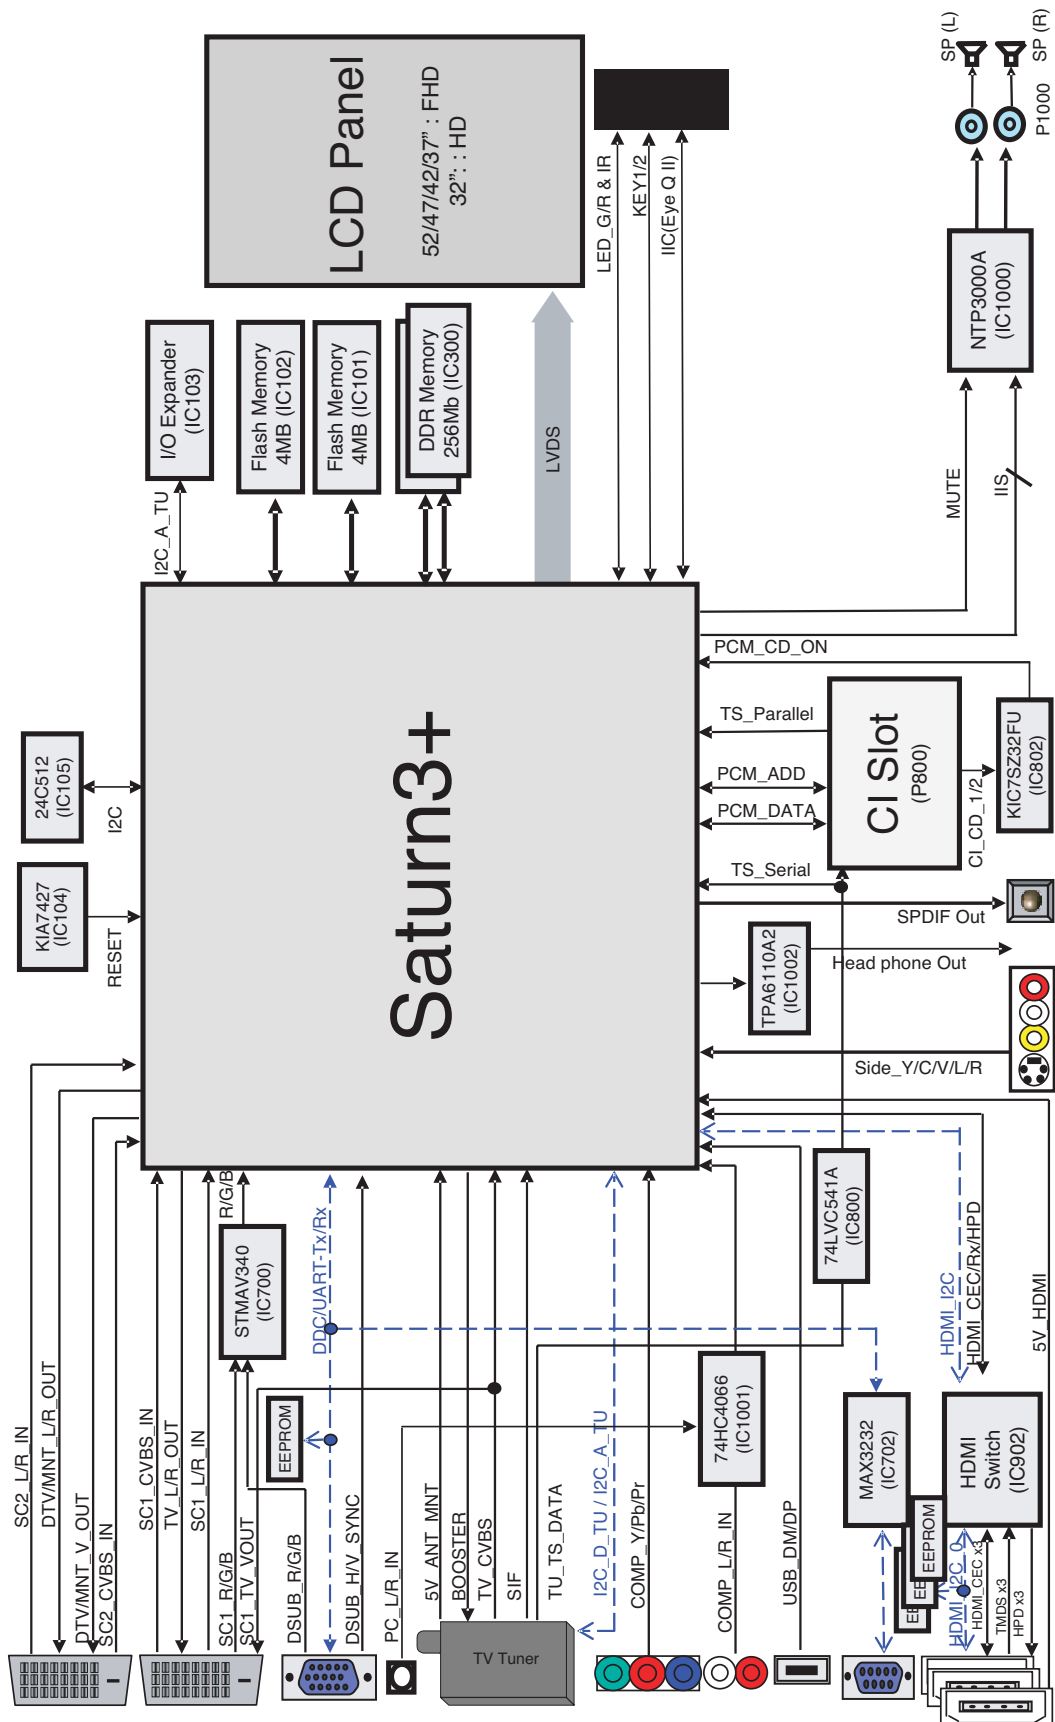 SC2_L/R_IN
DTV/MNT_L/R_OUT
DTV/MNT_V_OUT
SC2_CVBS_IN
SC1_CVBS_IN
TV_L/R_OUT
SC1_L/R_IN
SC1_R/G/B
SC1_TV_VOUT
DSUB_R/G/B
DSUB_H/V_SYNC
PC_L/R_IN
5V_ANT_MNT
BOOSTER
TV_CVBS
SIF
TU_TS_DATA
I2C_D_TU / I2C_A_TU
COMP_Y/Pb/Pr
COMP_L/R_IN
USB_DM/DP
TV Tuner
EEPROM
STMAV340
(IC700)
R/G/B
DDC/UART-Tx/Rx
74HC4066
(IC1001)
MAX3232
(IC702)
HDMI
Switch
(IC902)
EEPROM
HDMI_I2C_0
HDMI_CEC x3
TMDS x3
HPD x3
HDMI_I2C
HDMI_CEC/Rx/HPD
5V_HDMI
74LVC541A
(IC800)
KIA7427
(IC104)
RESET
24C512
(IC105)
I2C
Saturn3+
Side_Y/C/V/L/R
TPA6110A2
(IC1002)
Head phone Out
SPDIF Out
TS_Serial
PCM_DATA
PCM_ADD
TS_Parallel
PCM_CD_ON
CI Slot
(P800)
CI_CD_1/2
KIC7SZ32FU
(IC802)
I2C_A_TU
I/O Expander
(IC103)
Flash Memory
4MB (IC102)
Flash Memory
4MB (IC101)
DDR Memory
256Mb (IC300)
LVDS
LCD Panel
52/47/42/37” : FHD
32”: : HD
LED_G/R & IR
KEY1/2
IIC(Eye Q II)
MUTE
IIS
NTP3000A
(IC1000)
SP (L)
SP (R)
P1000